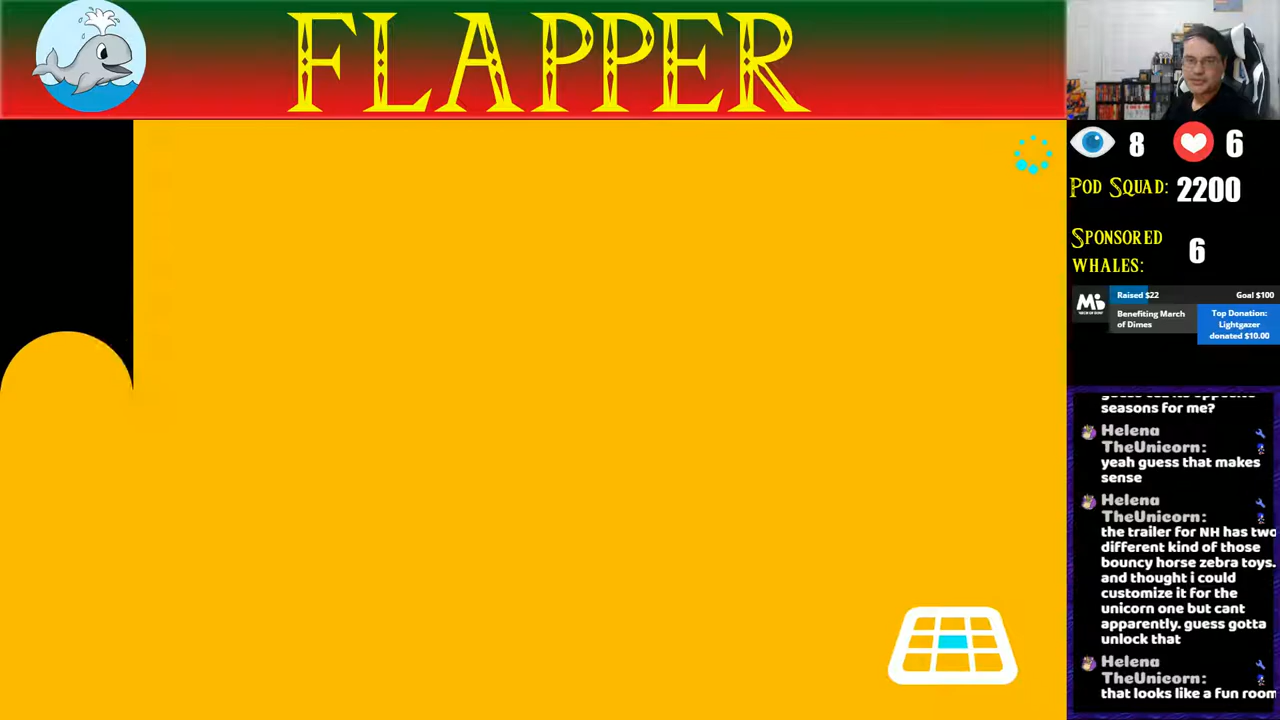 FLAPPER
8 6
Pod Squad: 2200
Sponsored
whales: 6
Raised $22 Goal $100
Benefiting March
of Dimes
Top Donation:
Lightgazer
donated $10.00
seasons for me?
Helena
TheUnicorn:
yeah guess that makes
sense
Helena
TheUnicorn:
the trailer for NH has two
different kind of those
bouncy horse zebra toys.
and thought i could
customize it for the
unicorn one but cant
apparently. guess gotta
unlock that
Helena
TheUnicorn:
that looks like a fun room